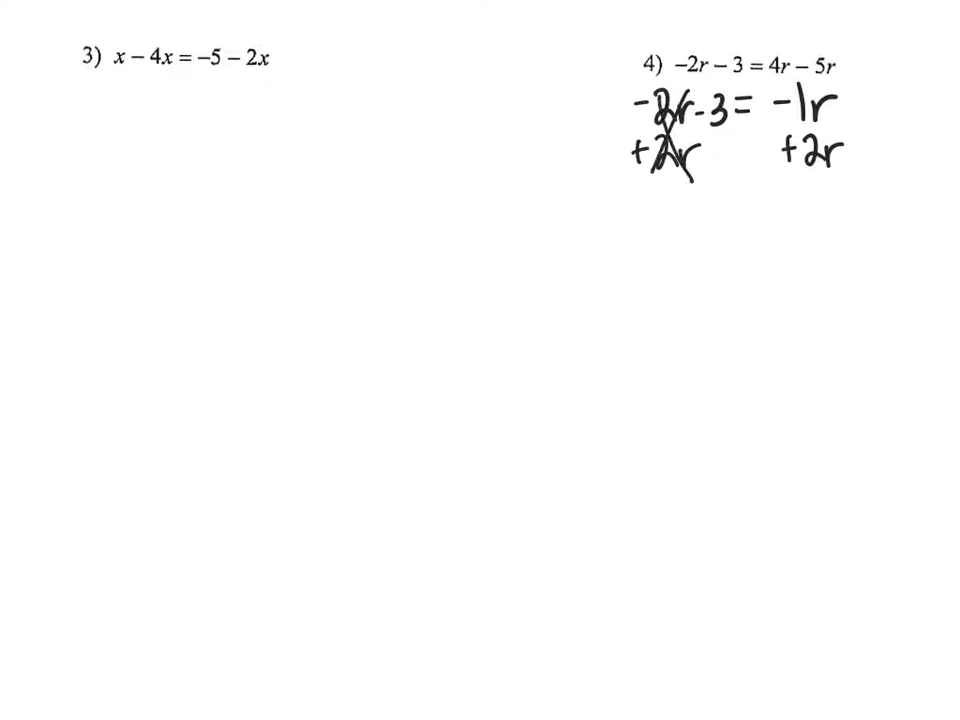 3) x − 4x = −5 − 2x
4) −2r − 3 = 4r − 5r
-2r - 3 = -1r
+2r +2r